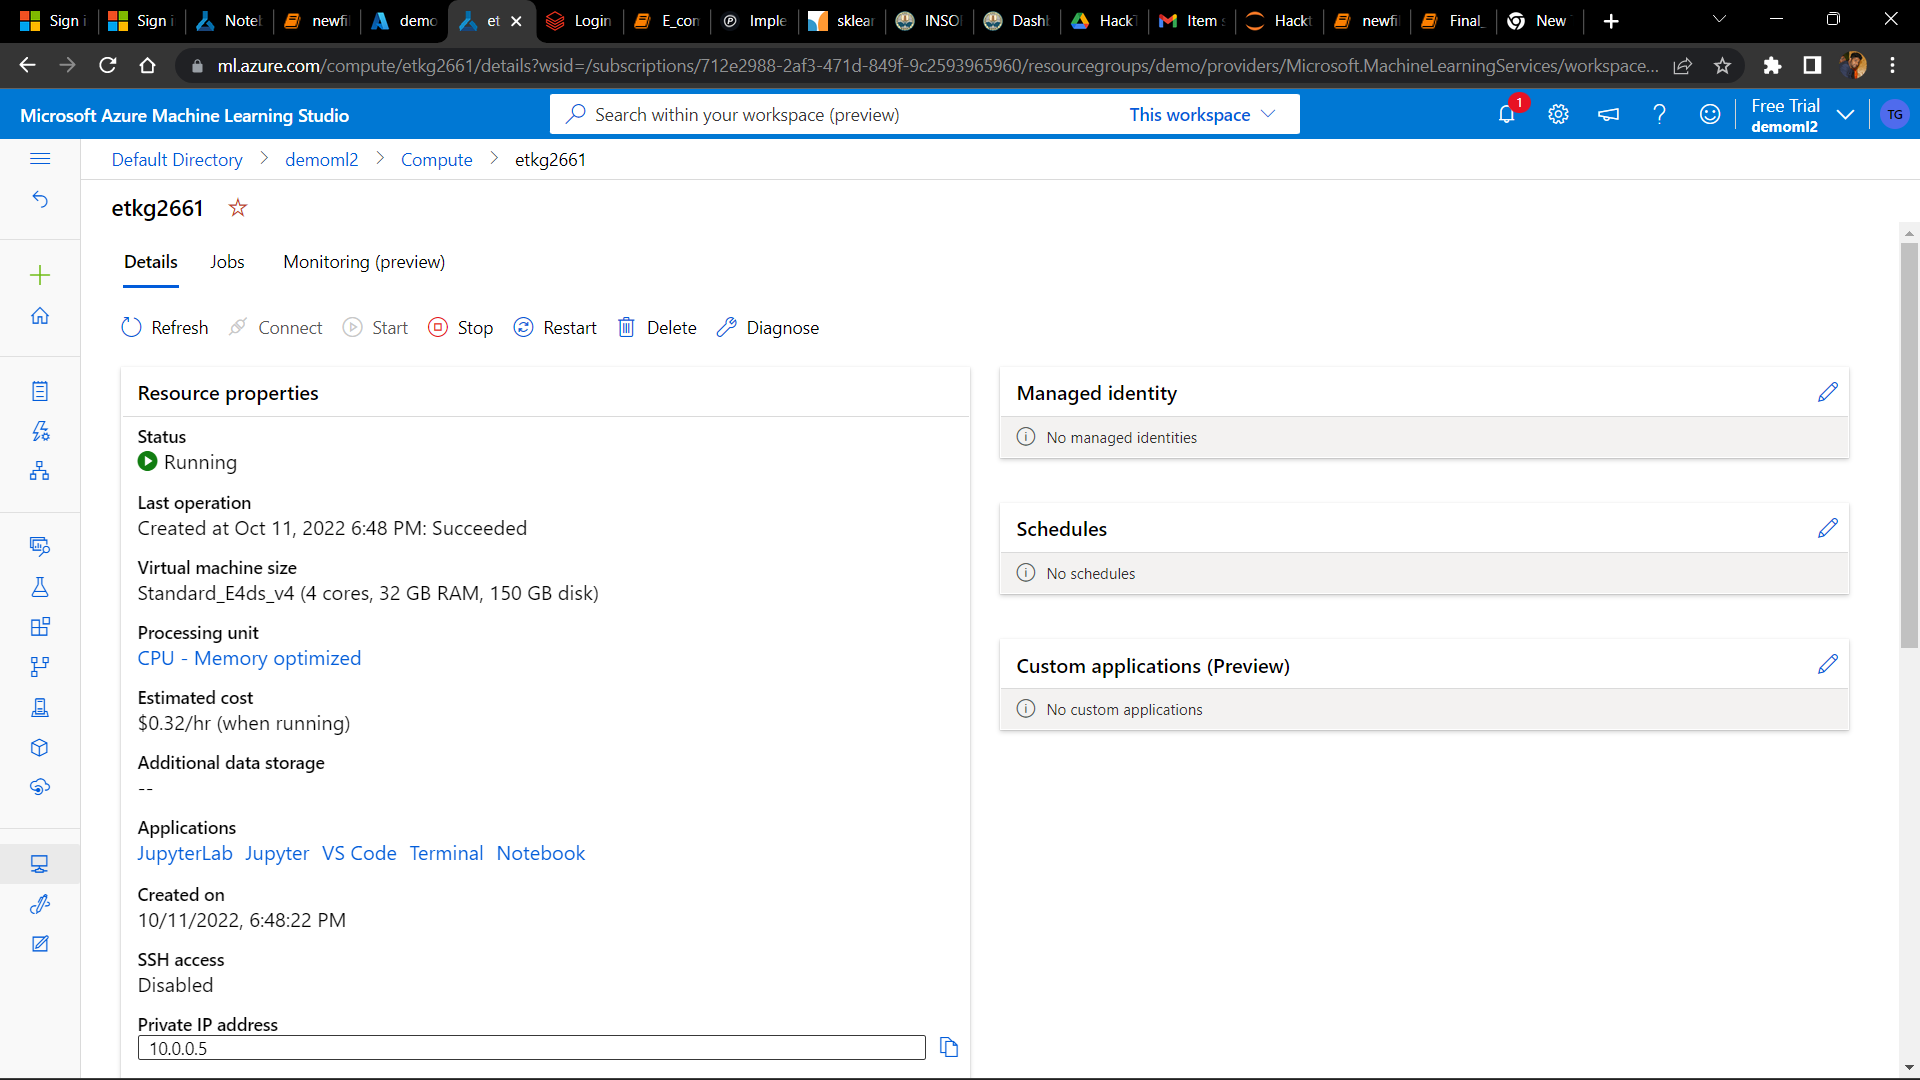 Sign i
Sign i
Notel
newfi
demo
et
Login
E_con
Imple
sklear
INSO
Dashl
HackT
Item s
Hackt
newfi
Final_
New T
ml.azure.com/compute/etkg2661/details?wsid=/subscriptions/712e2988-2af3-471d-849f-9c2593965960/resourcegroups/demo/providers/Microsoft.MachineLearningServices/workspace...
Microsoft Azure Machine Learning Studio
Search within your workspace (preview)
This workspace
1
Free Trial
demoml2
TG
Default Directory > demoml2 > Compute > etkg2661
etkg2661
Details
Jobs
Monitoring (preview)
Refresh
Connect
Start
Stop
Restart
Delete
Diagnose
Resource properties
Status
Running
Last operation
Created at Oct 11, 2022 6:48 PM: Succeeded
Virtual machine size
Standard_E4ds_v4 (4 cores, 32 GB RAM, 150 GB disk)
Processing unit
CPU - Memory optimized
Estimated cost
$0.32/hr (when running)
Additional data storage
--
Applications
JupyterLab Jupyter VS Code Terminal Notebook
Created on
10/11/2022, 6:48:22 PM
SSH access
Disabled
Private IP address
10.0.0.5
Managed identity
No managed identities
Schedules
No schedules
Custom applications (Preview)
No custom applications